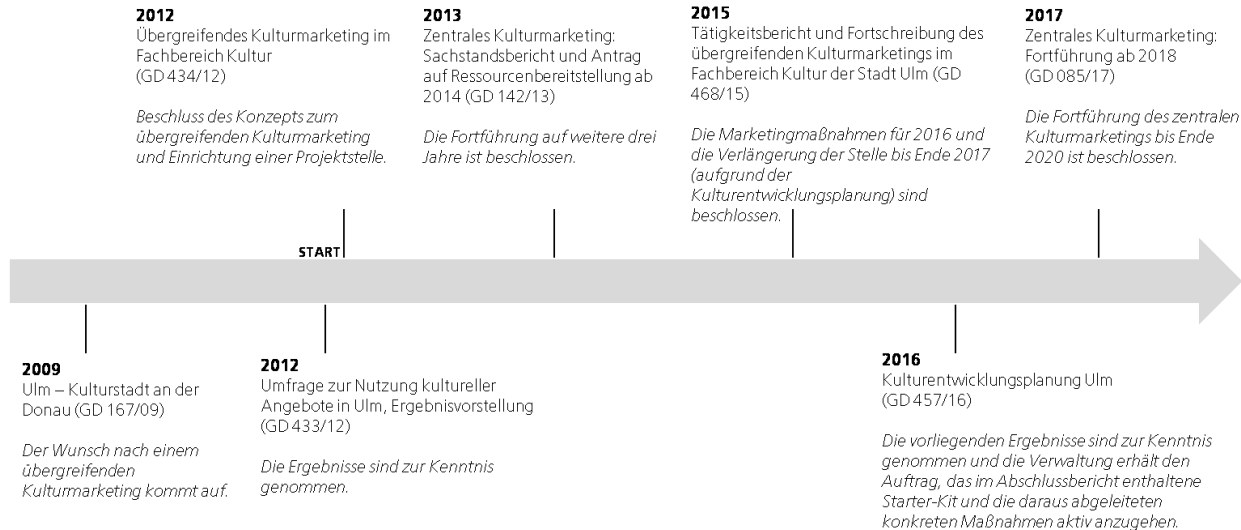 2012
Übergreifendes Kulturmarketing im
Fachbereich Kultur
(GD 434/12)
Beschluss des Konzepts zum
übergreifenden Kulturmarketing
und Einrichtung einer Projektstelle.
2013
Zentrales Kulturmarketing:
Sachstandsbericht und Antrag
auf Ressourcenbereitstellung ab
2014 (GD 142/13)
Die Fortführung auf weitere drei
Jahre ist beschlossen.
2015
Tätigkeitsbericht und Fortschreibung des
übergreifenden Kulturmarketings im
Fachbereich Kultur der Stadt Ulm (GD
468/15)
Die Marketingmaßnahmen für 2016 und
die Verlängerung der Stelle bis Ende 2017
(aufgrund der
Kulturentwicklungsplanung) sind
beschlossen.
2017
Zentrales Kulturmarketing:
Fortführung ab 2018
(GD 085/17)
Die Fortführung des zentralen
Kulturmarketings bis Ende
2020 ist beschlossen.
START
2009
Ulm – Kulturstadt an der
Donau (GD 167/09)
Der Wunsch nach einem
übergreifenden
Kulturmarketing kommt auf.
2012
Umfrage zur Nutzung kultureller
Angebote in Ulm, Ergebnisvorstellung
(GD 433/12)
Die Ergebnisse sind zur Kenntnis
genommen.
2016
Kulturentwicklungsplanung Ulm
(GD 457/16)
Die vorliegenden Ergebnisse sind zur Kenntnis
genommen und die Verwaltung erhält den
Auftrag, das im Abschlussbericht enthaltene
Starter-Kit und die daraus abgeleiteten
konkreten Maßnahmen aktiv anzugehen.